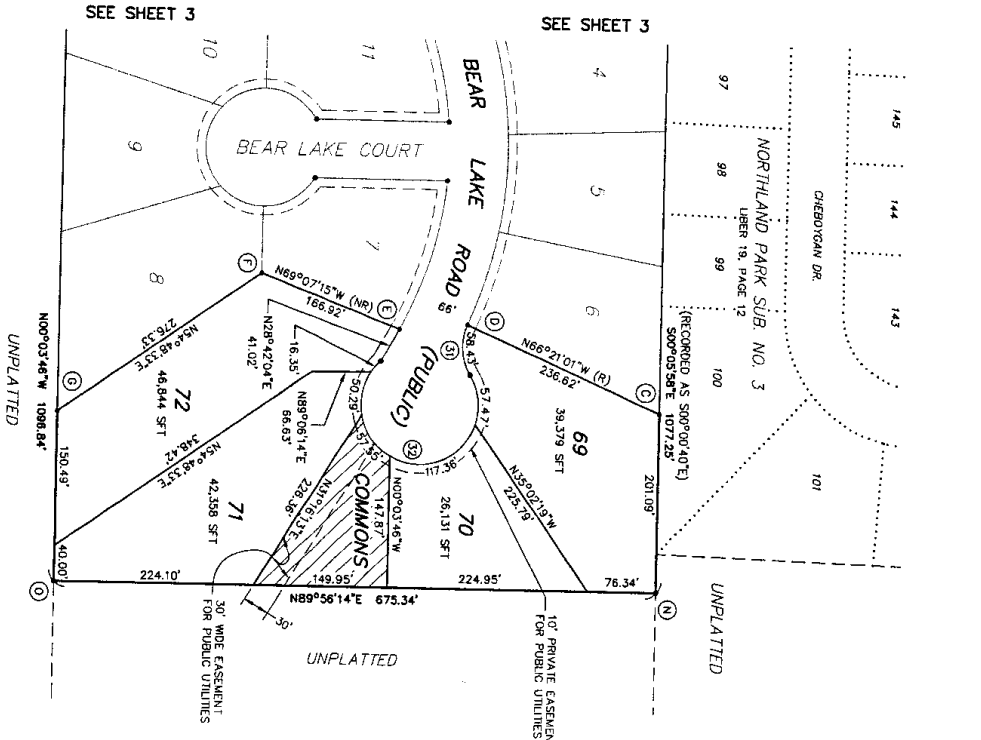 SEE SHEET 3
SEE SHEET 3
10
11
4
97
145
BEAR LAKE ROAD
66'
(PUBLIC)
BEAR LAKE COURT
9
5
98
NORTHLAND PARK SUB. NO. 3
LIBER 19, PAGE 12
CHEBOYGAN DR.
144
7
8
6
99
100
143
101
F
E
D
C
G
O
N
31
32
N69°07'15"W (NR)
166.92'
N66°21'01"W (R)
236.62'
(RECORDED AS S00°00'40"E)
S00°05'58"E 1077.25'
201.09'
58.43'
57.47'
N28°42'04"E
41.02'
16.35'
N89°06'14"E
66.63'
50.29'
57.55'
117.36'
276.33'
N54°48'33"E
72
46,844 SFT
348.42'
N54°48'33"E
71
42,358 SFT
226.36'
N31°16'13"E
COMMONS
147.87'
N00°03'46"W
70
26,131 SFT
N35°02'19"W
225.79'
69
39,379 SFT
UNPLATTED
N00°03'46"W 1096.84'
150.49'
40.00'
224.10'
149.95'
224.95'
76.34'
N89°56'14"E 675.34'
30'
30' WIDE EASEMENT
FOR PUBLIC UTILITIES
UNPLATTED
10' PRIVATE EASEMEN
FOR PUBLIC UTILITIES
UNPLATTED